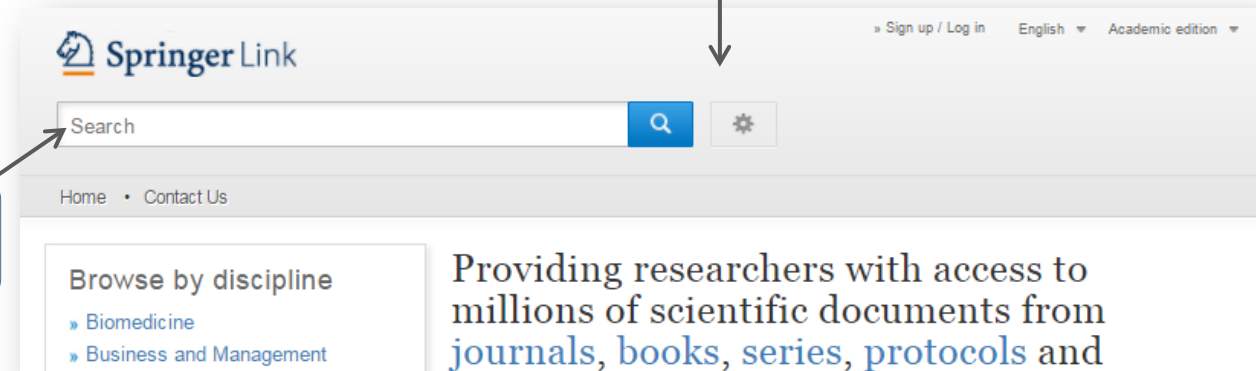 » Sign up / Log in English Academic edition
Springer Link
Search
Home • Contact Us
Browse by discipline
» Biomedicine
» Business and Management
Providing researchers with access to
millions of scientific documents from
journals, books, series, protocols and